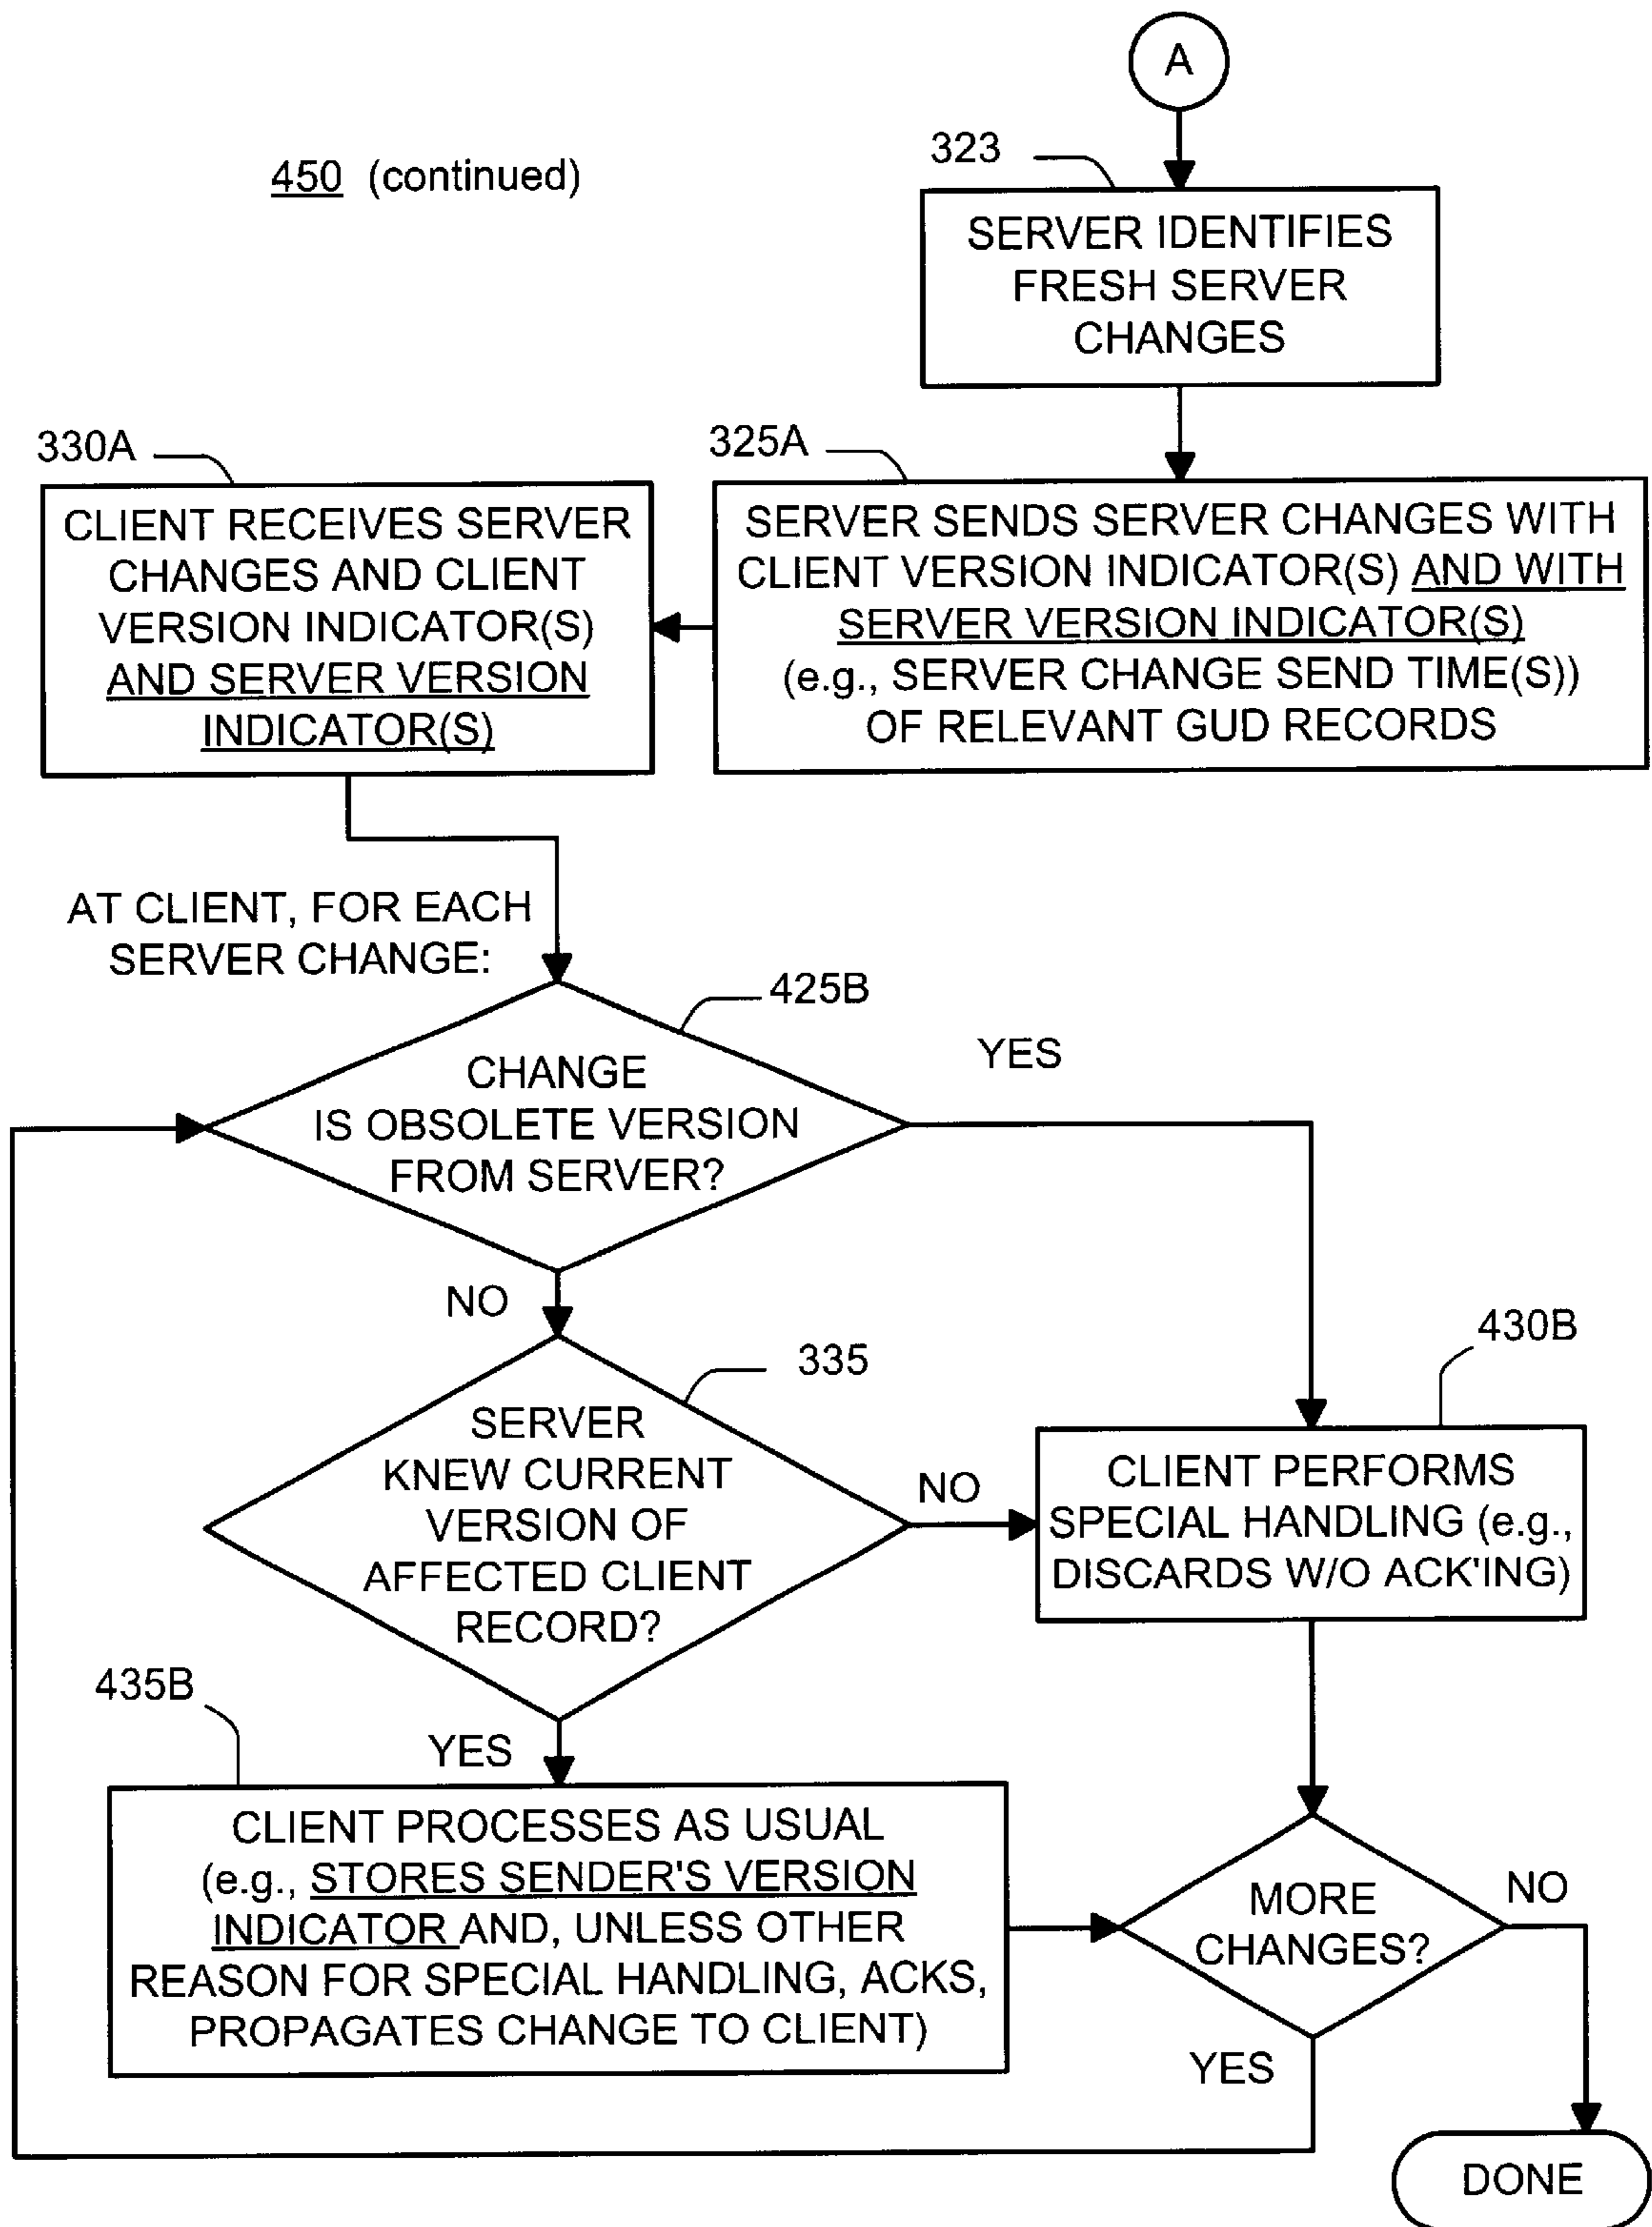 A
450 (continued)
323
SERVER IDENTIFIES
FRESH SERVER
CHANGES
330A
CLIENT RECEIVES SERVER
CHANGES AND CLIENT
VERSION INDICATOR(S)
AND SERVER VERSION
INDICATOR(S)
325A
SERVER SENDS SERVER CHANGES WITH
CLIENT VERSION INDICATOR(S) AND WITH
SERVER VERSION INDICATOR(S)
(e.g., SERVER CHANGE SEND TIME(S))
OF RELEVANT GUD RECORDS
AT CLIENT, FOR EACH
SERVER CHANGE:
425B
CHANGE
IS OBSOLETE VERSION
FROM SERVER?
YES
NO
335
SERVER
KNEW CURRENT
VERSION OF
AFFECTED CLIENT
RECORD?
NO
430B
CLIENT PERFORMS
SPECIAL HANDLING (e.g.,
DISCARDS W/O ACK'ING)
435B
YES
CLIENT PROCESSES AS USUAL
(e.g., STORES SENDER'S VERSION
INDICATOR AND, UNLESS OTHER
REASON FOR SPECIAL HANDLING, ACKS,
PROPAGATES CHANGE TO CLIENT)
MORE
CHANGES?
NO
YES
DONE